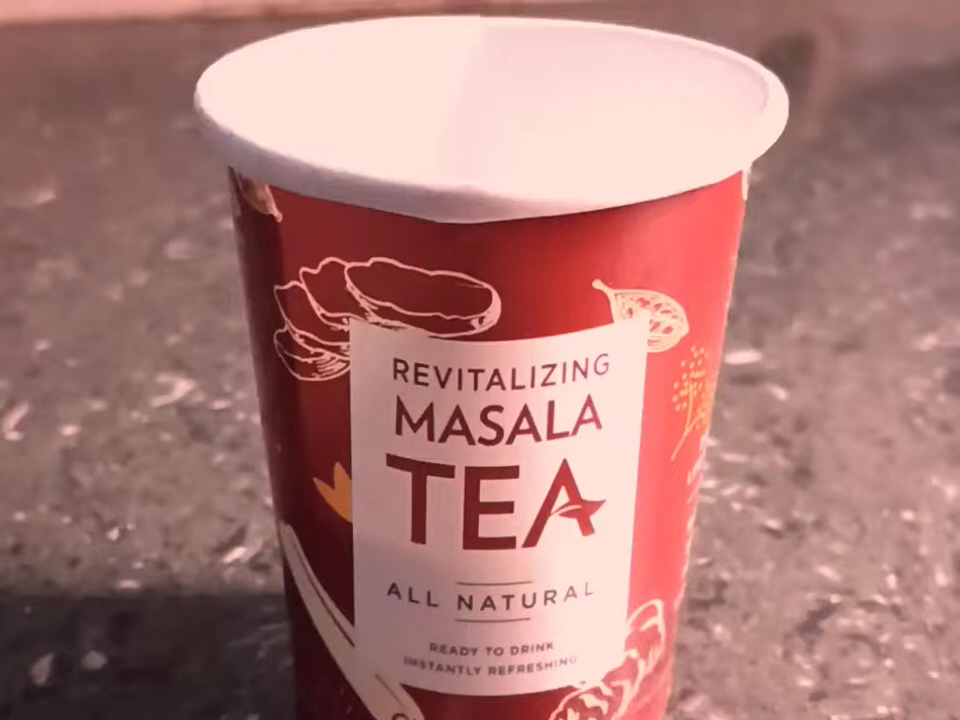 REVITALIZING
MASALA
TEA
ALL NATURAL
READY TO DRINK
INSTANTLY REFRESHING